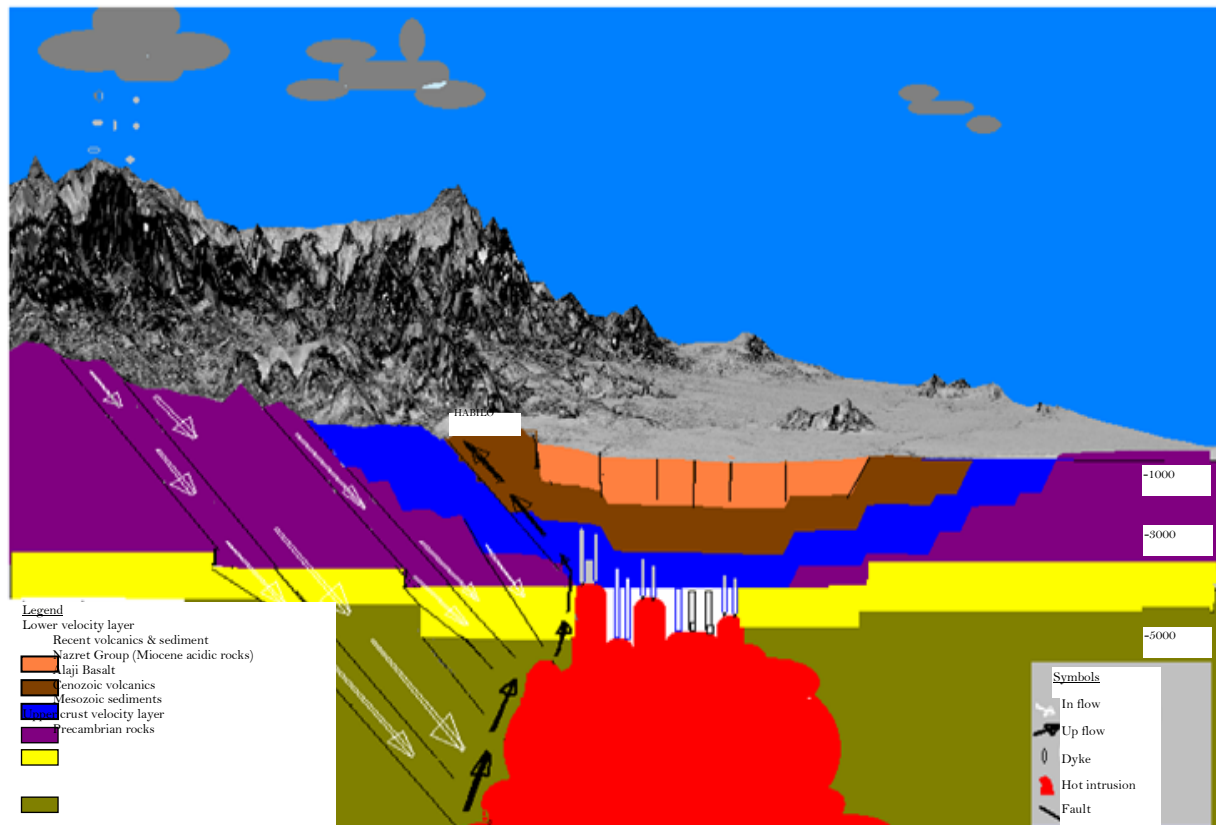 HABILO
-1000
-3000
-5000
Legend
Lower velocity layer
Recent volcanics & sediment
Nazret Group (Miocene acidic rocks)
Alaji Basalt
Cenozoic volcanics
Mesozoic sediments
Upper crust velocity layer
Precambrian rocks
Symbols
In flow
Up flow
Dyke
Hot intrusion
Fault